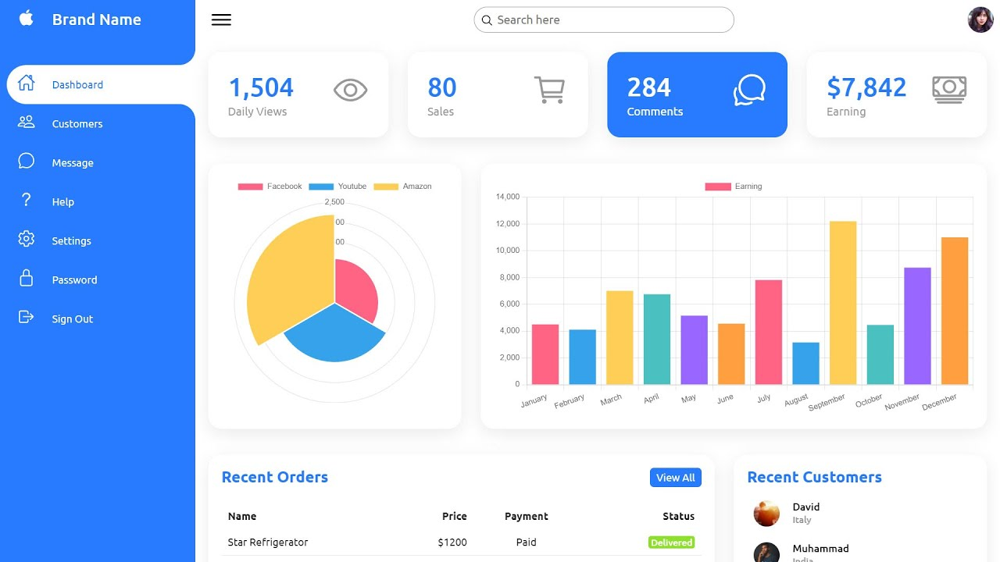 Brand Name
Search here
Dashboard
Customers
Message
Help
Settings
Password
Sign Out
1,504
Daily Views
80
Sales
284
Comments
$7,842
Earning
Facebook Youtube Amazon
2,500
00
00
Earning
14,000
12,000
10,000
8,000
6,000
4,000
2,000
0
January February March April May June July August September October November December
Recent Orders
View All
Name Price Payment Status
Star Refrigerator $1200 Paid Delivered
Recent Customers
David
Italy
Muhammad
India